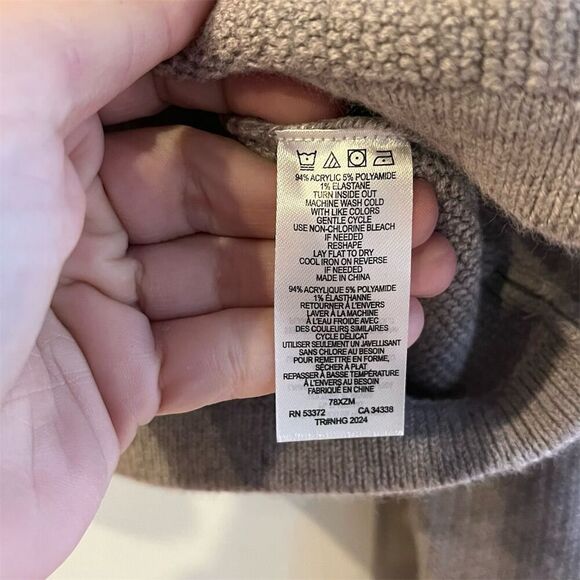 94% ACRYLIC 5% POLYAMIDE
1% ELASTANE
TURN INSIDE OUT
MACHINE WASH COLD
WITH LIKE COLORS
GENTLE CYCLE
USE NON-CHLORINE BLEACH
IF NEEDED
RESHAPE
LAY FLAT TO DRY
COOL IRON ON REVERSE
IF NEEDED
MADE IN CHINA
94% ACRYLIQUE 5% POLYAMIDE
1% ÉLASTHANNE
RETOURNER À L'ENVERS
LAVER À LA MACHINE
À L'EAU FROIDE AVEC
DES COULEURS SIMILAIRES
CYCLE DÉLICAT
UTILISER SEULEMENT UN JAVELLISANT
SANS CHLORE AU BESOIN
POUR REMETTRE EN FORME,
SÉCHER À PLAT
REPASSER À BASSE TEMPÉRATURE
À L'ENVERS AU BESOIN
FABRIQUÉ EN CHINE
78XZM
RN 53372 CA 34338
TR#NHG 2024